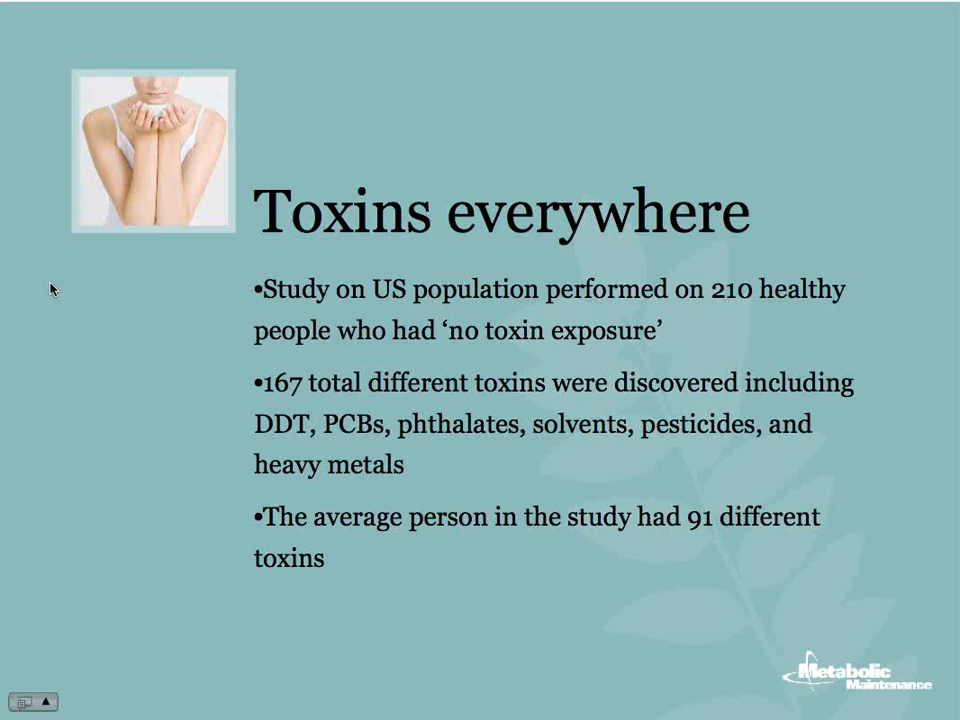 Toxins everywhere
•Study on US population performed on 210 healthy
people who had ‘no toxin exposure’
•167 total different toxins were discovered including
DDT, PCBs, phthalates, solvents, pesticides, and
heavy metals
•The average person in the study had 91 different
toxins
Metabolic
Maintenance